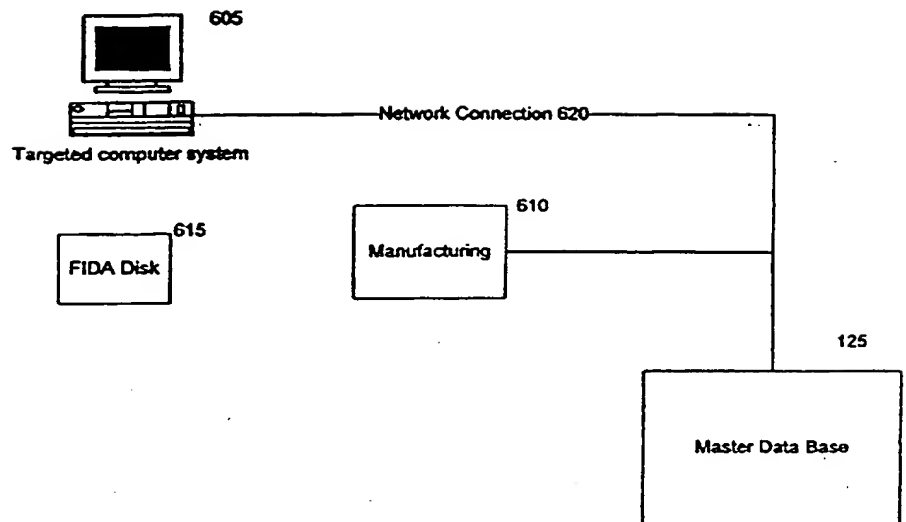 605
Network Connection 620
Targeted computer system
610
Manufacturing
615
FIDA Disk
125
Master Data Base